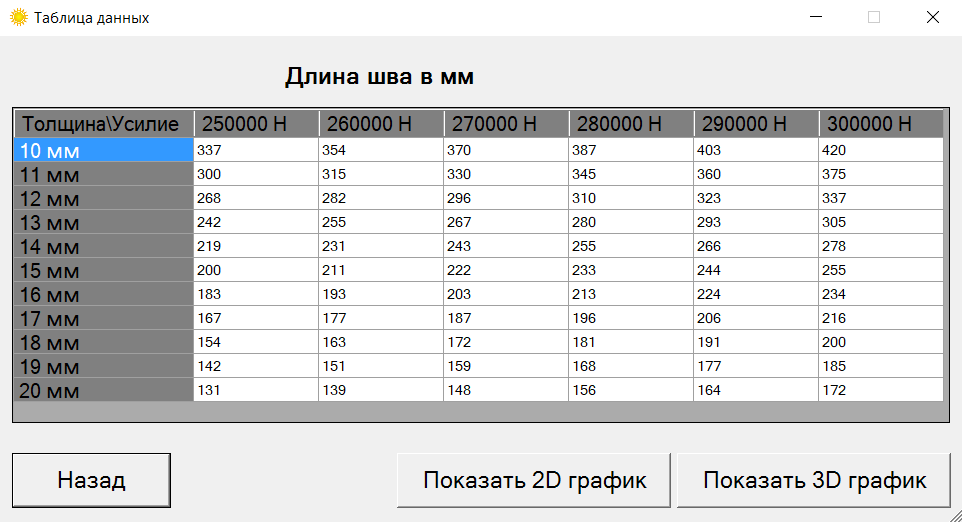 Таблица данных
Длина шва в мм
Толщина\Усилие 250000 Н 260000 Н 270000 Н 280000 Н 290000 Н 300000 Н
10 мм 337 354 370 387 403 420
11 мм 300 315 330 345 360 375
12 мм 268 282 296 310 323 337
13 мм 242 255 267 280 293 305
14 мм 219 231 243 255 266 278
15 мм 200 211 222 233 244 255
16 мм 183 193 203 213 224 234
17 мм 167 177 187 196 206 216
18 мм 154 163 172 181 191 200
19 мм 142 151 159 168 177 185
20 мм 131 139 148 156 164 172
Назад Показать 2D график Показать 3D график